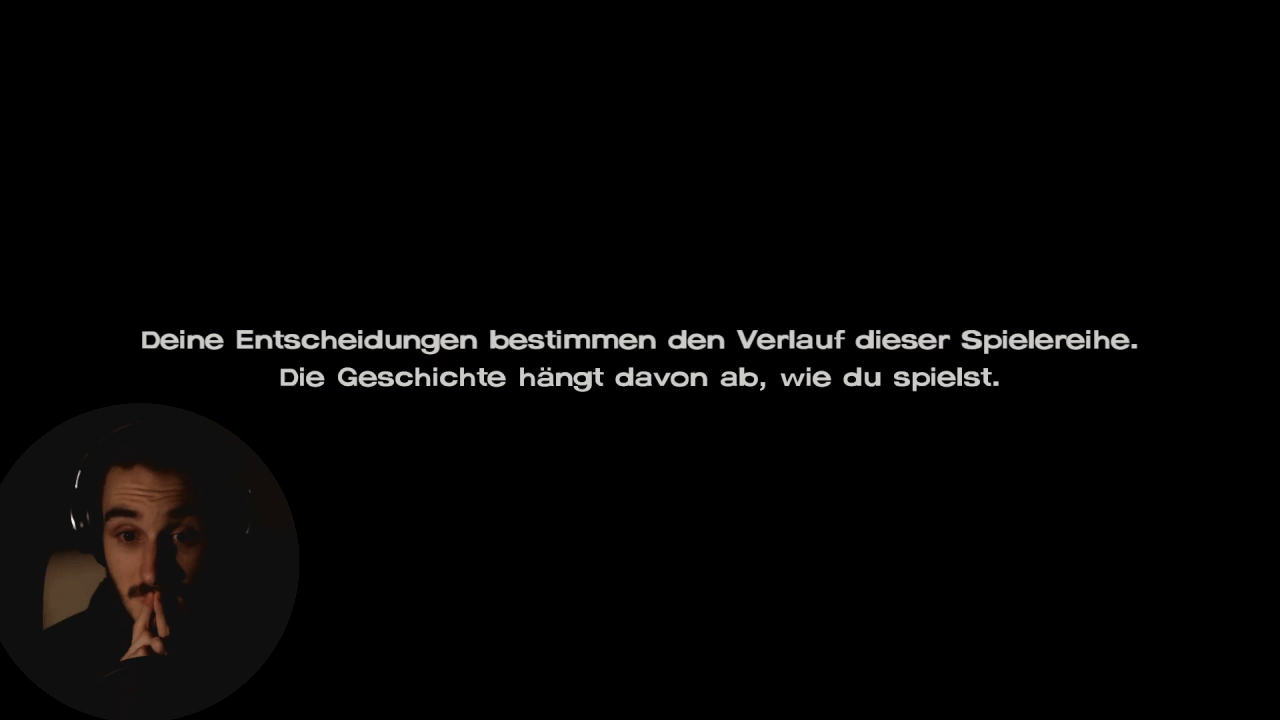 Deine Entscheidungen bestimmen den Verlauf dieser Spielereihe.
Die Geschichte hängt davon ab, wie du spielst.